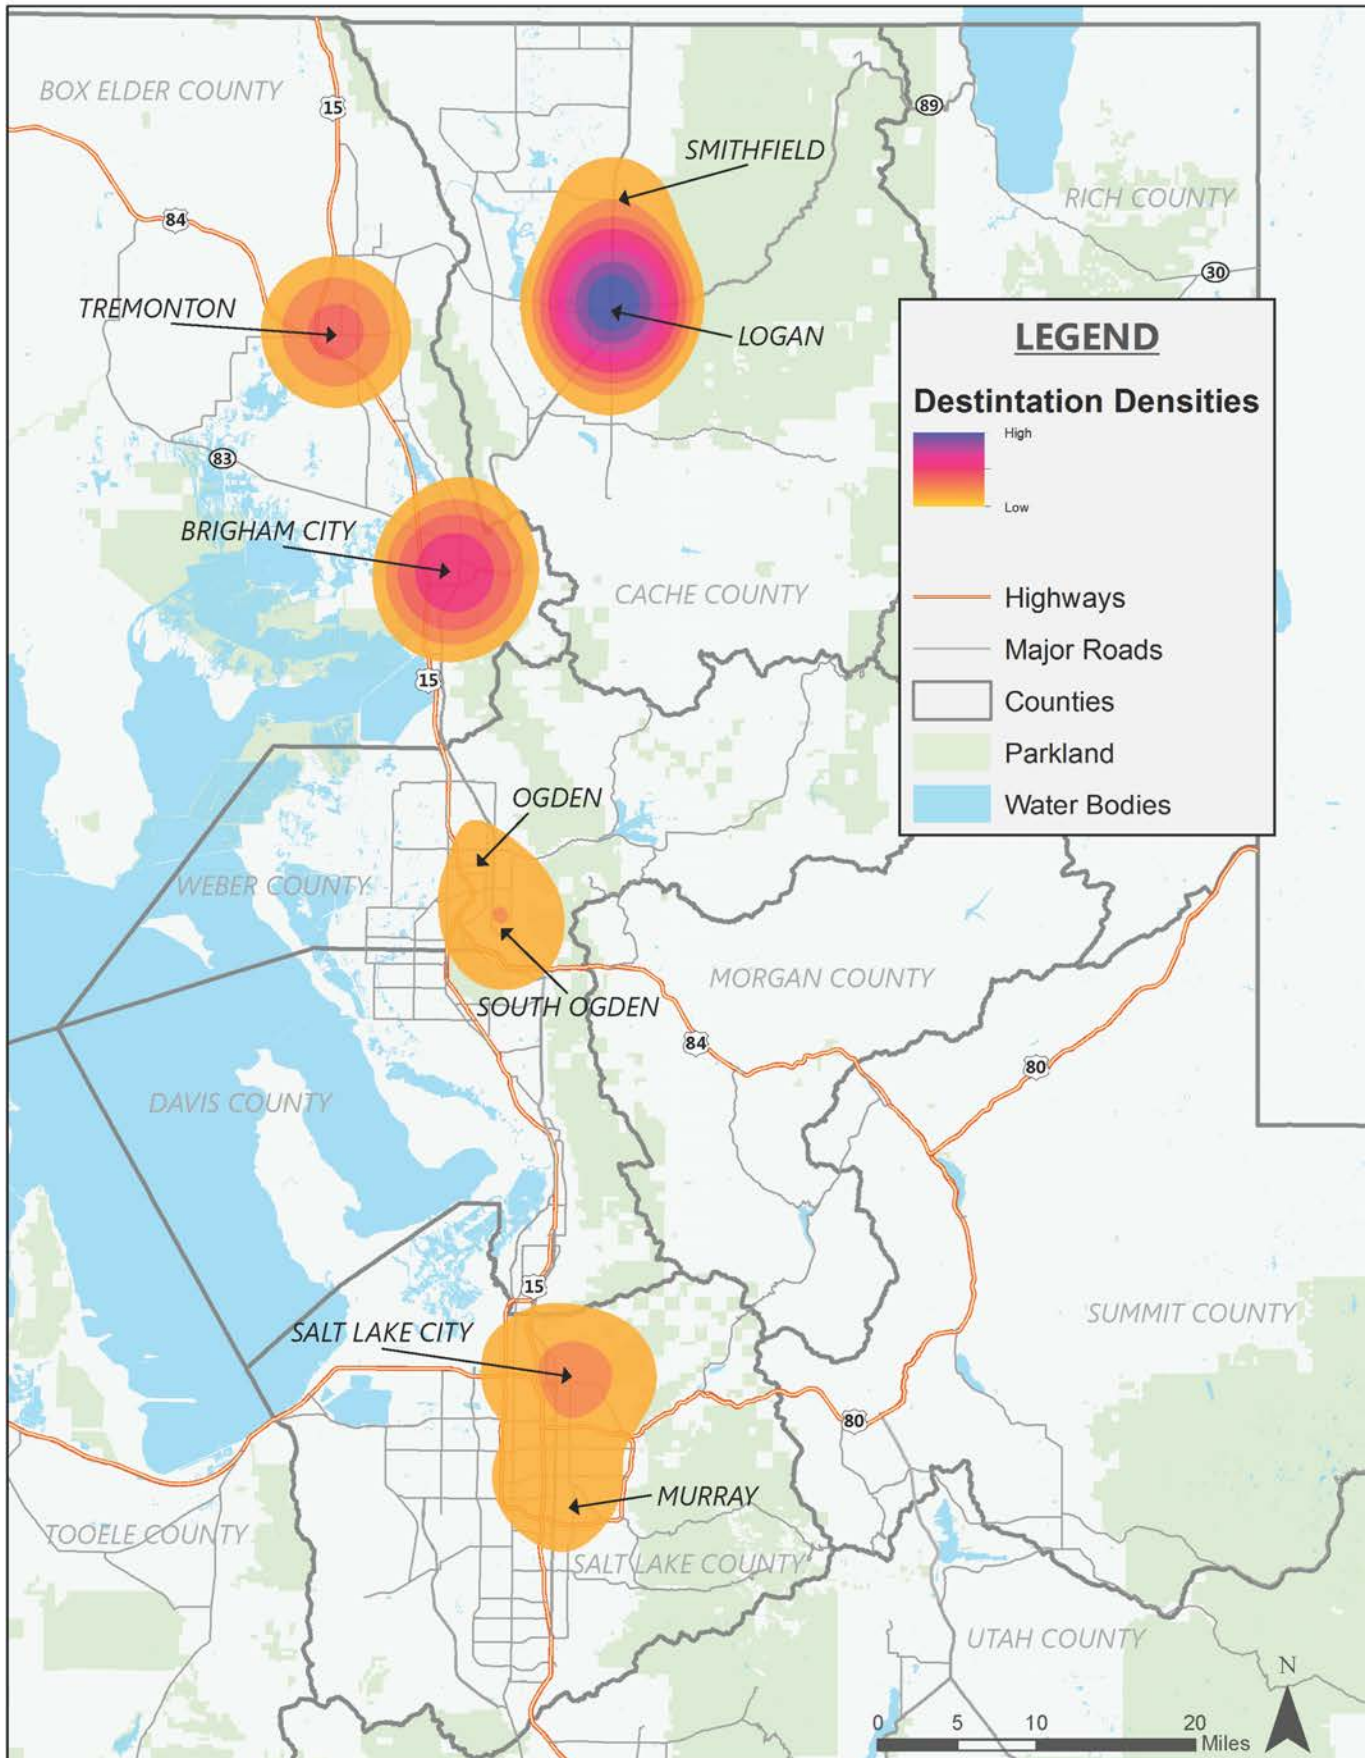 BOX ELDER COUNTY
15
89
SMITHFIELD
RICH COUNTY
84
30
TREMONTON
LOGAN
LEGEND
Destintation Densities
High
Low
83
BRIGHAM CITY
CACHE COUNTY
Highways
Major Roads
15
Counties
Parkland
OGDEN
Water Bodies
WEBER COUNTY
MORGAN COUNTY
SOUTH OGDEN
84
80
DAVIS COUNTY
15
SUMMIT COUNTY
SALT LAKE CITY
80
MURRAY
TOOELE COUNTY
SALT LAKE COUNTY
UTAH COUNTY
N
0 5 10 20
Miles